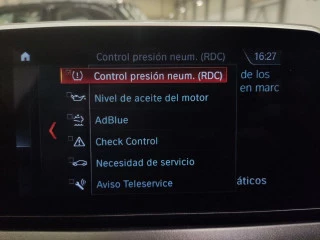 Control presión neum. (RDC) 16:27
Control presión neum. (RDC) de los
Nivel de aceite del motor en marc
AdBlue
Check Control
Necesidad de servicio
Aviso Teleservice áticos